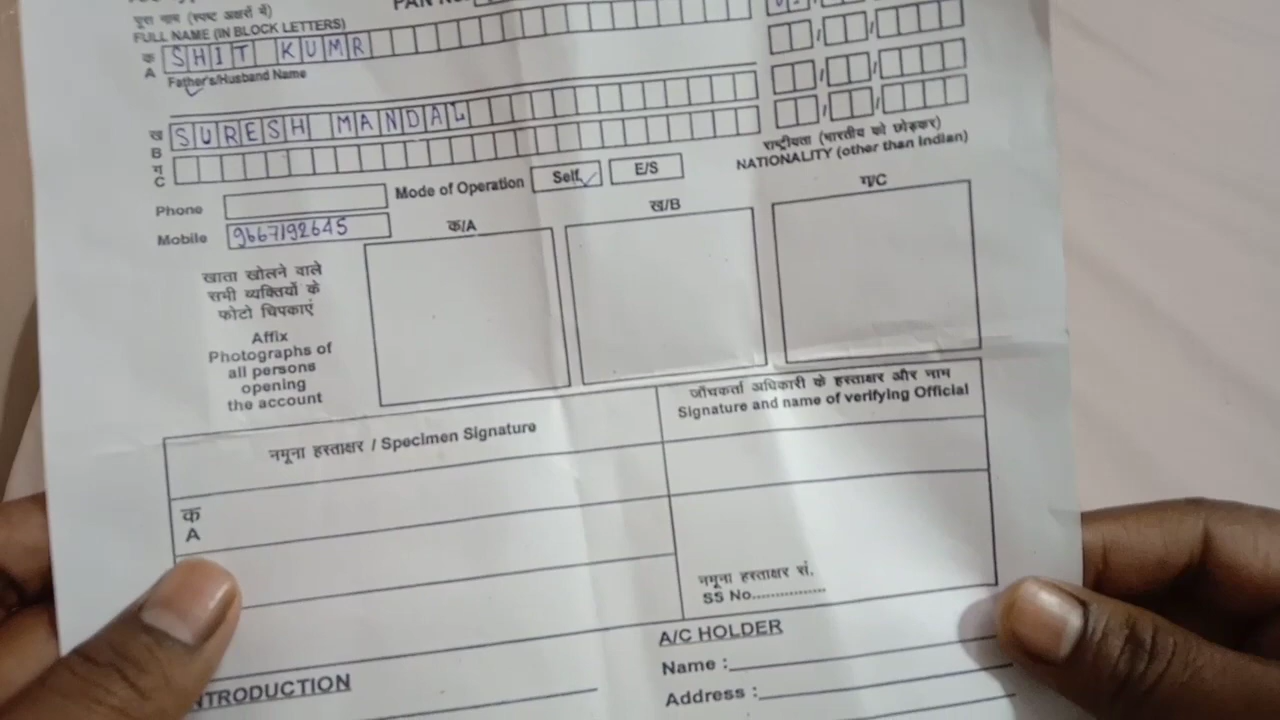 PAN No.
पूरा नाम (स्पष्ट अक्षरों में)
FULL NAME (IN BLOCK LETTERS)
क SHIT KUMR
A
Father's/Husband Name
ख SURESH MANDAL
B
ग
C
राष्ट्रीयता (भारतीय को छोड़कर)
NATIONALITY (other than Indian)
Phone
Mode of Operation Self E/S
Mobile 9667192645
क/A ख/B ग/C
खाता खोलने वाले
सभी व्यक्तियों के
फोटो चिपकाएं
Affix
Photographs of
all persons
opening
the account
जाँचकर्ता अधिकारी के हस्ताक्षर और नाम
Signature and name of verifying Official
नमूना हस्ताक्षर / Specimen Signature
क
A
नमूना हस्ताक्षर सं.
SS No................
A/C HOLDER
Name :
NTRODUCTION
Address :